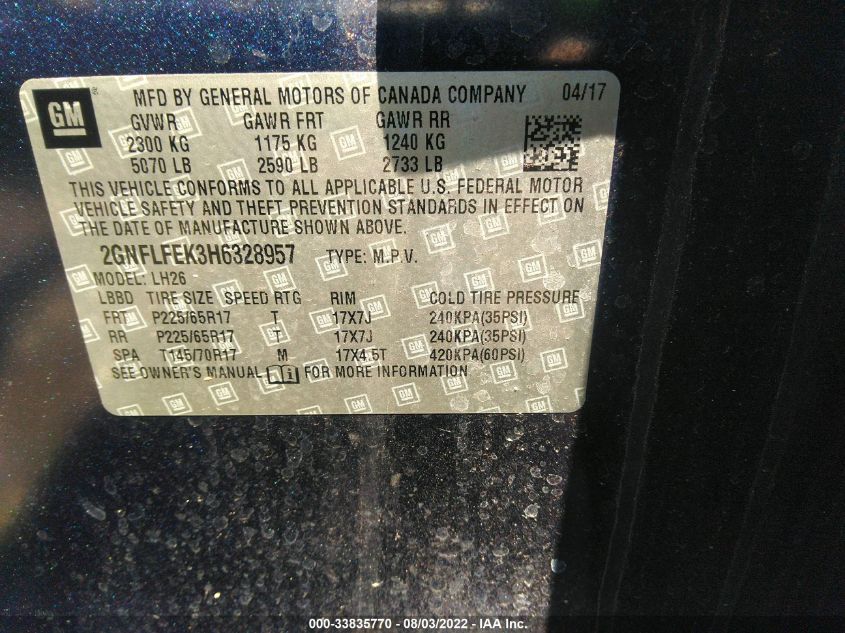 GM
MFD BY GENERAL MOTORS OF CANADA COMPANY 04/17
GVWR GAWR FRT GAWR RR
2300 KG 1175 KG 1240 KG
5070 LB 2590 LB 2733 LB
THIS VEHICLE CONFORMS TO ALL APPLICABLE U.S. FEDERAL MOTOR
VEHICLE SAFETY AND THEFT PREVENTION STANDARDS IN EFFECT ON
THE DATE OF MANUFACTURE SHOWN ABOVE.
2GNFLFEK3H6328957 TYPE: M.P.V.
MODEL: LH26
LBBD TIRE SIZE SPEED RTG RIM COLD TIRE PRESSURE
FRT P225/65R17 T 17X7J 240KPA(35PSI)
RR P225/65R17 T 17X7J 240KPA(35PSI)
SPA T145/70R17 M 17X4.5T 420KPA(60PSI)
SEE OWNER'S MANUAL i FOR MORE INFORMATION
000-33835770 — 08/03/2022 — IAA Inc.